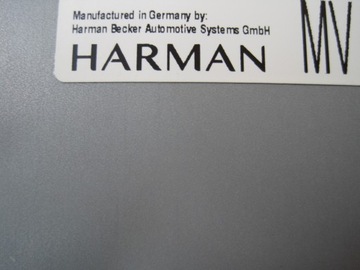 Manufactured in Germany by:
Harman Becker Automotive Systems GmbH
HARMAN
MV